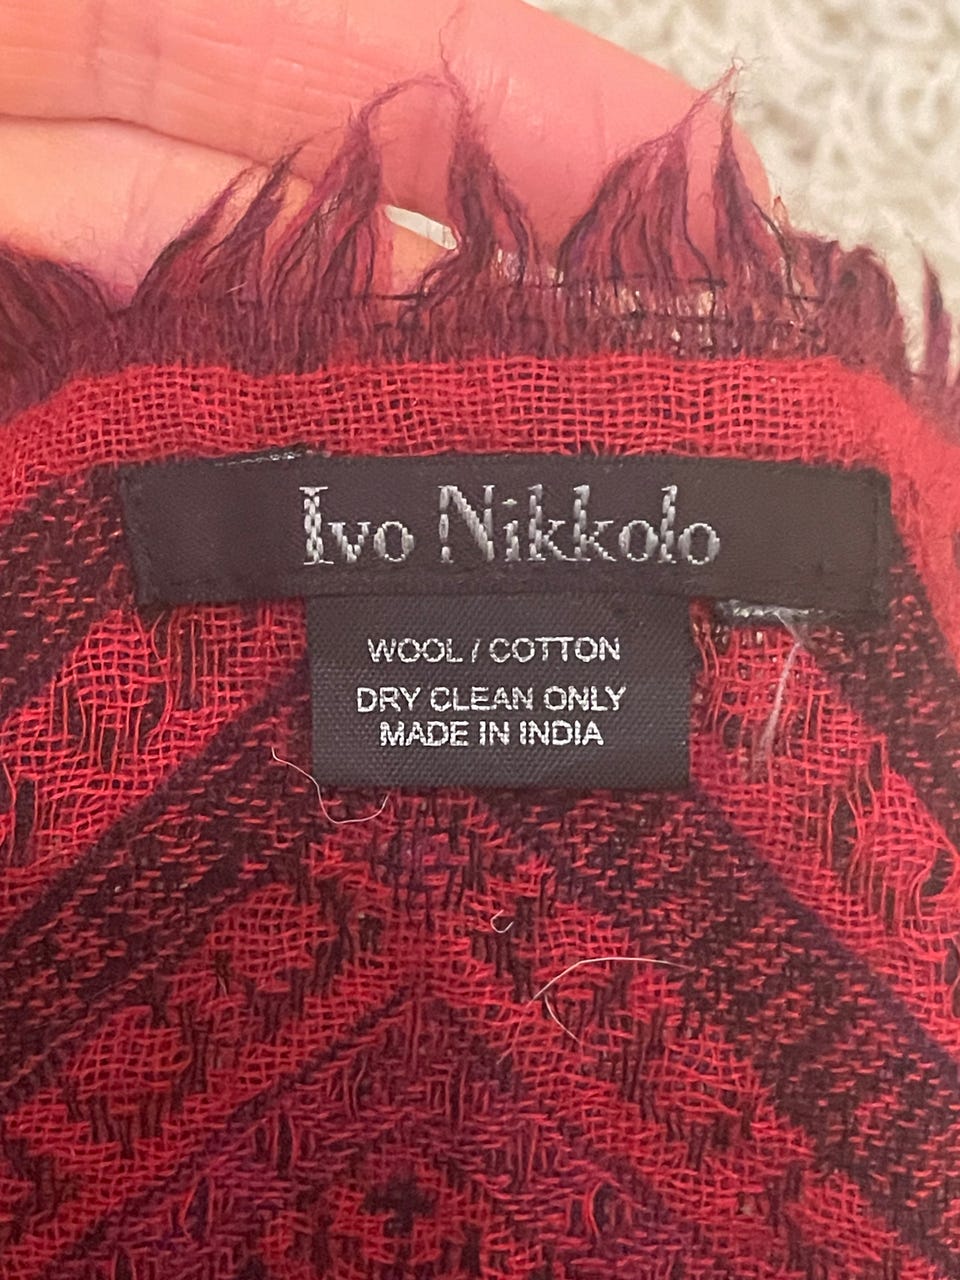 Ivo Nikkolo
WOOL / COTTON
DRY CLEAN ONLY
MADE IN INDIA